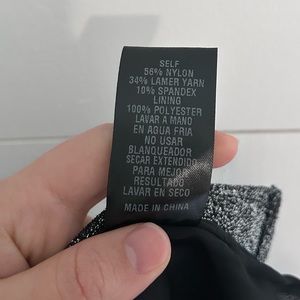 SELF
56% NYLON
34% LAMER YARN
10% SPANDEX
LINING
100% POLYESTER
LAVAR A MANO
EN AGUA FRIA
NO USAR
BLANQUEADOR
SECAR EXTENDIDO
PARA MEJOR
RESULTADO
LAVAR EN SECO
MADE IN CHINA